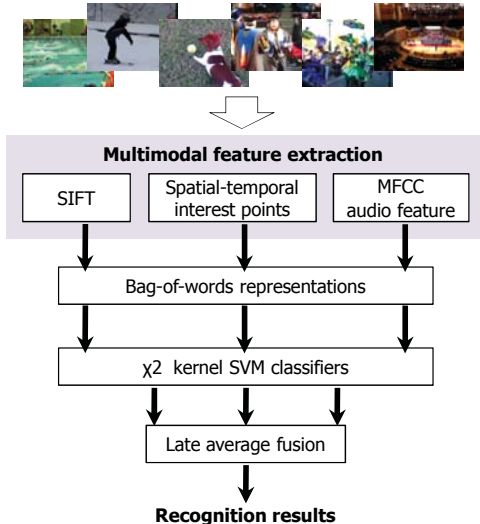 Multimodal feature extraction
SIFT
Spatial-temporal
interest points
MFCC
audio feature
Bag-of-words representations
χ2 kernel SVM classifiers
Late average fusion
Recognition results